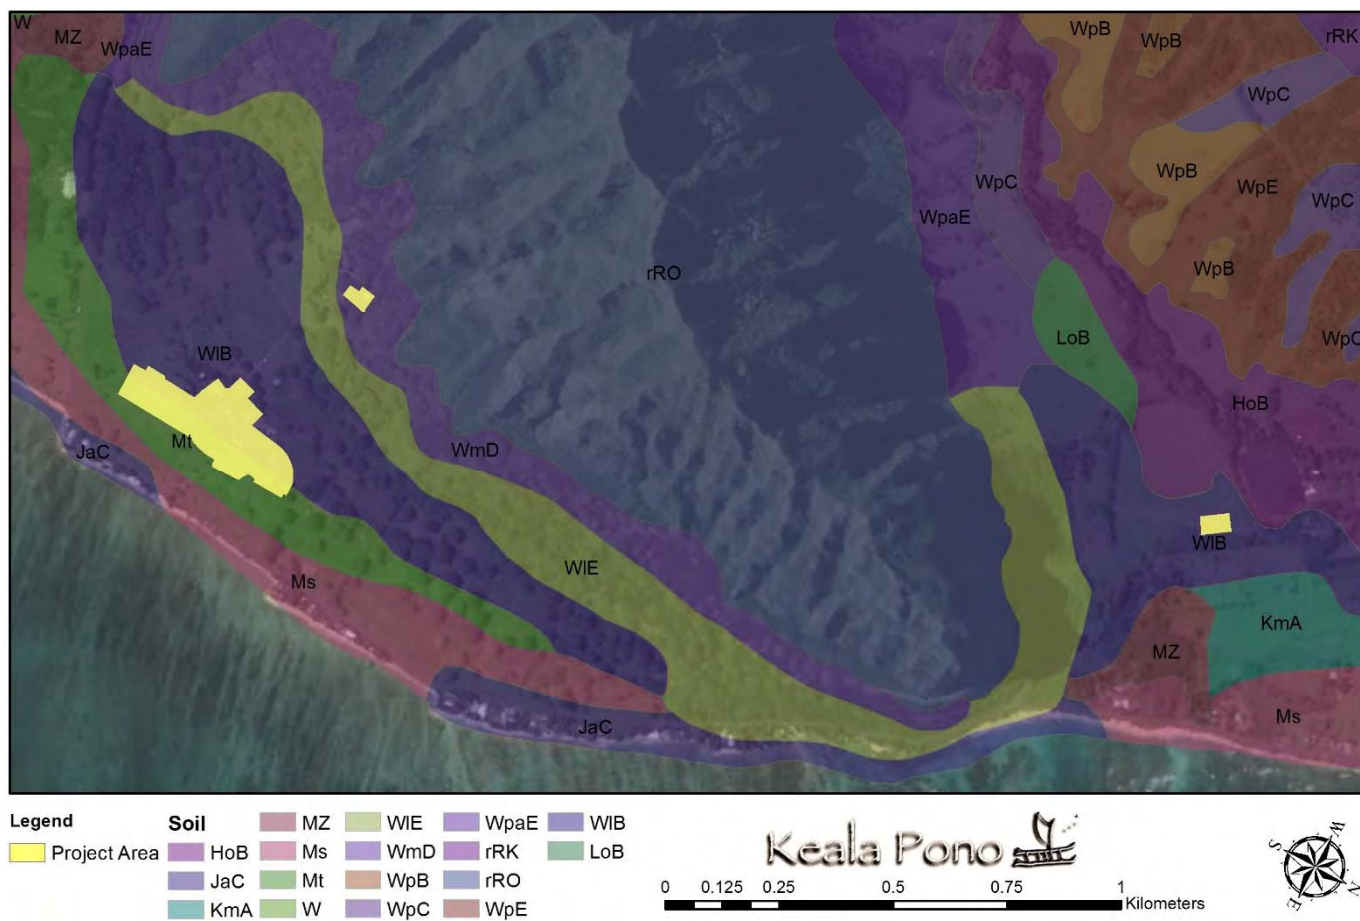 W
MZ
WpaE
WpB
WpB
rRK
WpC
WpB
WpC
WpE
WpC
WpaE
WpB
rRO
LoB
WpC
WlB
HoB
Mt
JaC
WmD
WlB
WlE
Ms
KmA
MZ
JaC
Ms
Legend
Project Area
Soil
HoB
JaC
KmA
MZ
Ms
Mt
W
WlE
WmD
WpB
WpC
WpaE
rRK
rRO
WpE
WlB
LoB
Keala Pono
0 0.125 0.25 0.5 0.75 1
Kilometers
W
S
N
E